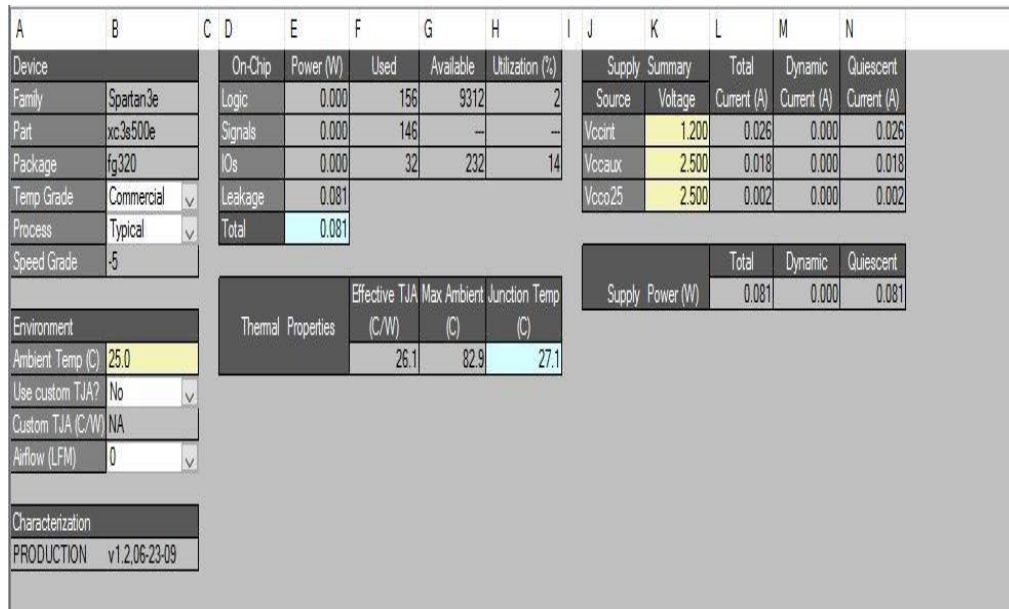 A B C D E F G H I J K L M N
Device
Family Spartan3e
Part xc3s500e
Package fg320
Temp Grade Commercial
Process Typical
Speed Grade -5
Environment
Ambient Temp (C) 25.0
Use custom TJA? No
Custom TJA (C/W) NA
Airflow (LFM) 0
Characterization
PRODUCTION v1.2,06-23-09
On-Chip Power (W) Used Available Utilization (%)
Logic 0.000 156 9312 2
Signals 0.000 146 --- ---
IOs 0.000 32 232 14
Leakage 0.081
Total 0.081
Effective TJA Max Ambient Junction Temp
Thermal Properties (C/W) (C) (C)
26.1 82.9 27.1
Supply Summary Total Dynamic Quiescent
Source Voltage Current (A) Current (A) Current (A)
Vccint 1.200 0.026 0.000 0.026
Vccaux 2.500 0.018 0.000 0.018
Vcco25 2.500 0.002 0.000 0.002
Total Dynamic Quiescent
Supply Power (W) 0.081 0.000 0.081